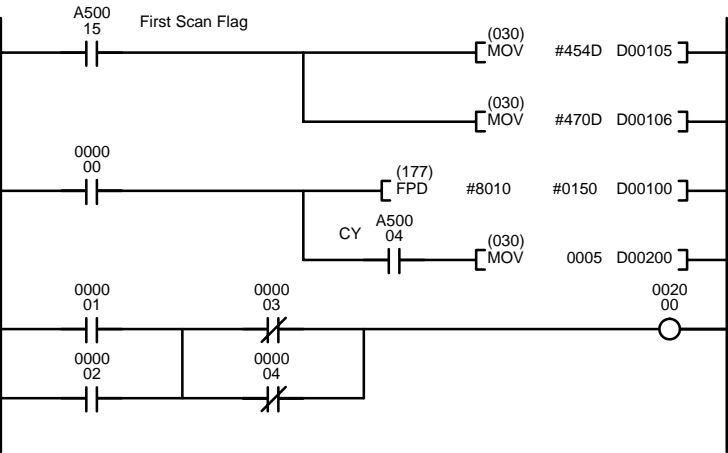 A500
15
First Scan Flag
(030)
MOV #454D D00105
(030)
MOV #470D D00106
0000
00
(177)
FPD #8010 #0150 D00100
CY
A500
04
(030)
MOV 0005 D00200
0000
01
0000
03
0020
00
0000
02
0000
04